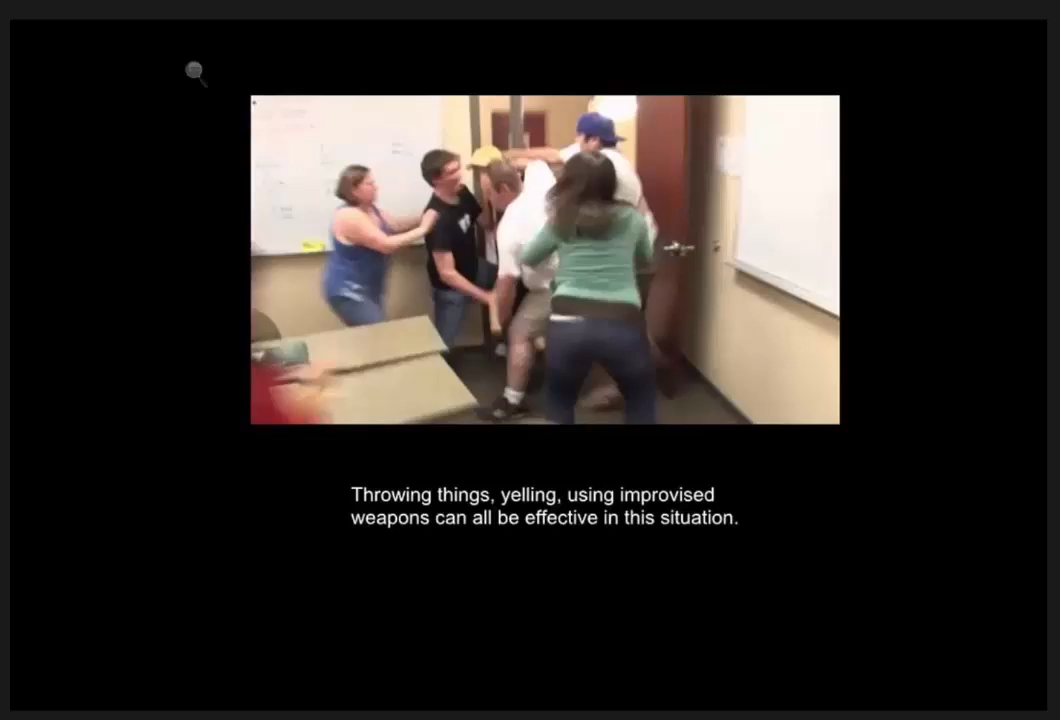 Throwing things, yelling, using improvised
weapons can all be effective in this situation.